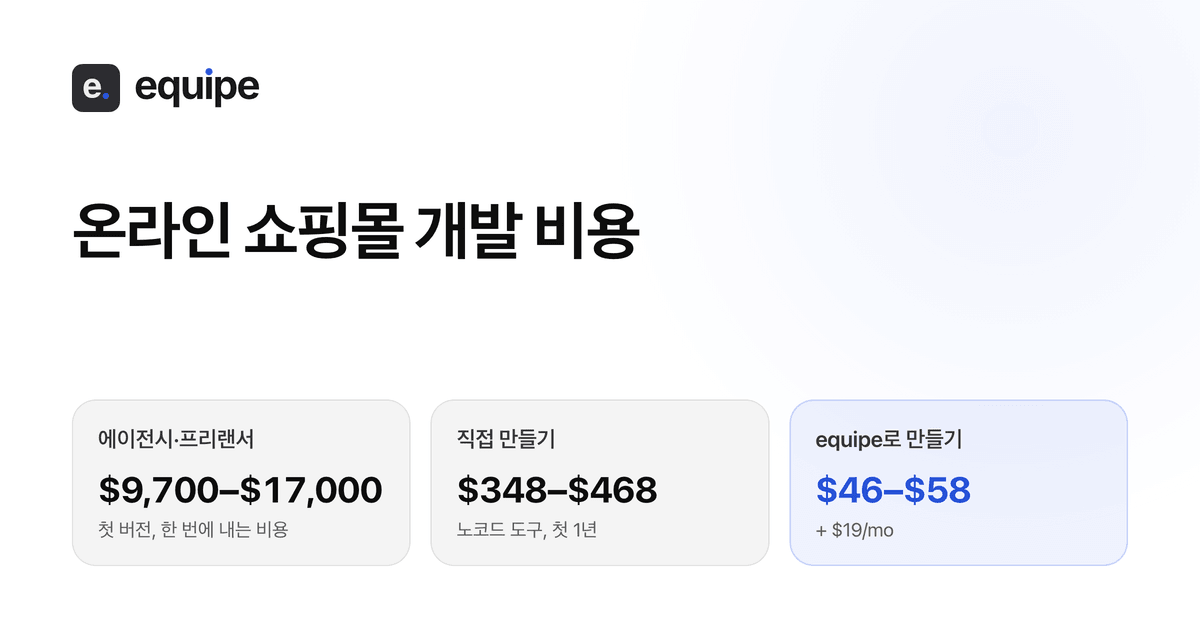 e.
equipe
온라인 쇼핑몰 개발 비용
에이전시·프리랜서
$9,700–$17,000
첫 버전, 한 번에 내는 비용
직접 만들기
$348–$468
노코드 도구, 첫 1년
equipe로 만들기
$46–$58
+ $19/mo